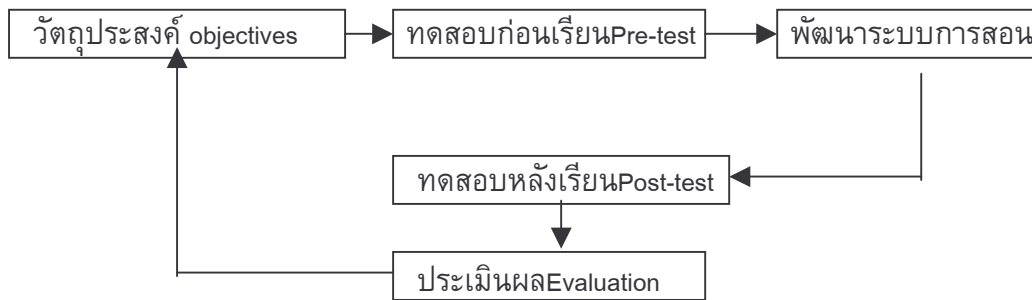 วัตถุประสงค์ objectives
ทดสอบก่อนเรียนPre-test
พัฒนาระบบการสอน
ทดสอบหลังเรียนPost-test
ประเมินผลEvaluation